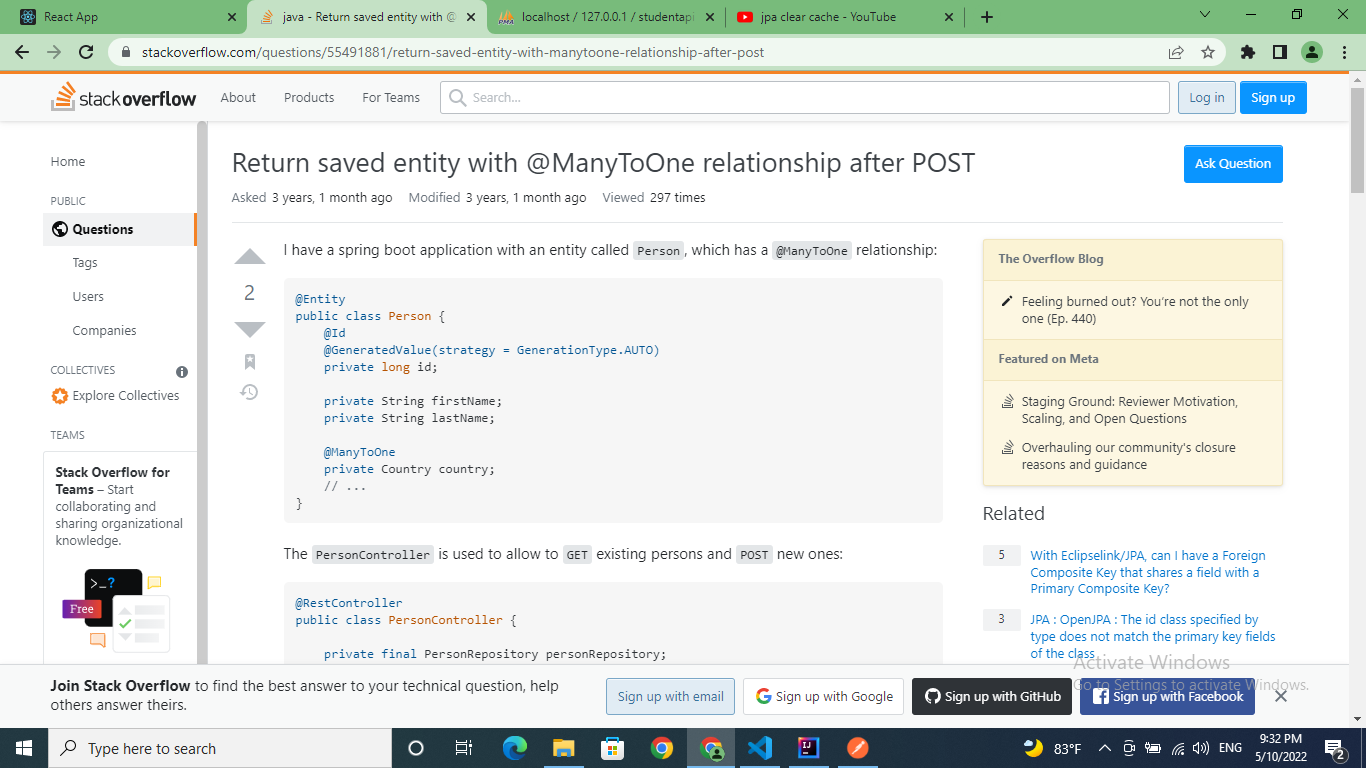 React App
java - Return saved entity with @
localhost / 127.0.0.1 / studentapi
jpa clear cache - YouTube
stackoverflow.com/questions/55491881/return-saved-entity-with-manytoone-relationship-after-post
stackoverflow
About
Products
For Teams
Search...
Log in
Sign up
Home
PUBLIC
Questions
Tags
Users
Companies
COLLECTIVES
Explore Collectives
TEAMS
Stack Overflow for
Teams – Start
collaborating and
sharing organizational
knowledge.
>_?
Free
Return saved entity with @ManyToOne relationship after POST
Ask Question
Asked 3 years, 1 month ago Modified 3 years, 1 month ago Viewed 297 times
2
I have a spring boot application with an entity called Person, which has a @ManyToOne relationship:
@Entity
public class Person {
@Id
@GeneratedValue(strategy = GenerationType.AUTO)
private long id;
private String firstName;
private String lastName;
@ManyToOne
private Country country;
// ...
}
The PersonController is used to allow to GET existing persons and POST new ones:
@RestController
public class PersonController {
private final PersonRepository personRepository;
The Overflow Blog
Feeling burned out? You're not the only
one (Ep. 440)
Featured on Meta
Staging Ground: Reviewer Motivation,
Scaling, and Open Questions
Overhauling our community's closure
reasons and guidance
Related
5
With Eclipselink/JPA, can I have a Foreign
Composite Key that shares a field with a
Primary Composite Key?
3
JPA : OpenJPA : The id class specified by
type does not match the primary key fields
of the class
Activate Windows
Go to Settings to activate Windows.
Join Stack Overflow to find the best answer to your technical question, help
others answer theirs.
Sign up with email
Sign up with Google
Sign up with GitHub
Sign up with Facebook
Type here to search
83°F
ENG
9:32 PM
5/10/2022
2